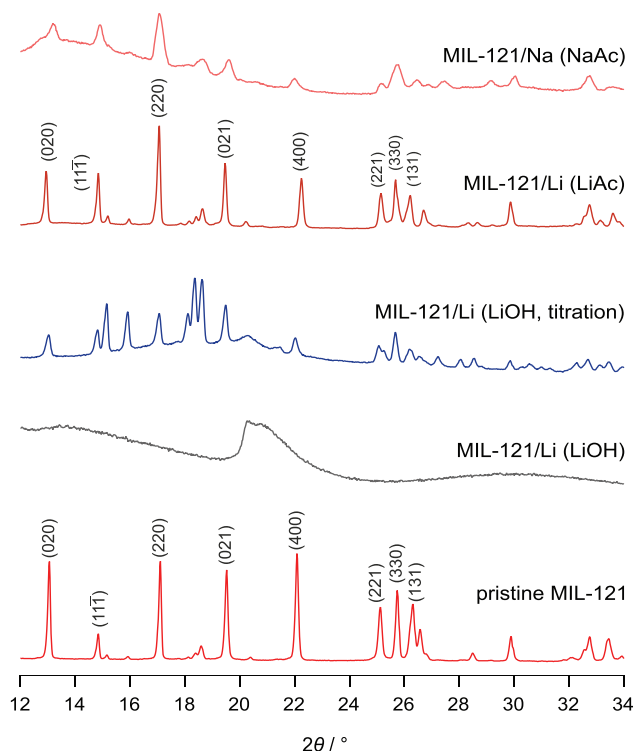 MIL-121/Na (NaAc)
(020)
(111̅)
(220)
(021)
(400)
(221)
(330)
(131)
MIL-121/Li (LiAc)
MIL-121/Li (LiOH, titration)
MIL-121/Li (LiOH)
(020)
(111̅)
(220)
(021)
(400)
(221)
(330)
(131)
pristine MIL-121
12 14 16 18 20 22 24 26 28 30 32 34
2θ / °